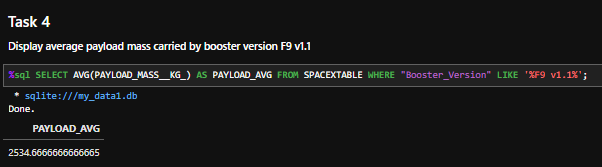 Task 4
Display average payload mass carried by booster version F9 v1.1
%sql SELECT AVG(PAYLOAD_MASS__KG_) AS PAYLOAD_AVG FROM SPACEXTABLE WHERE "Booster_Version" LIKE '%F9 v1.1%';
* sqlite:///my_data1.db
Done.
PAYLOAD_AVG
2534.6666666666665